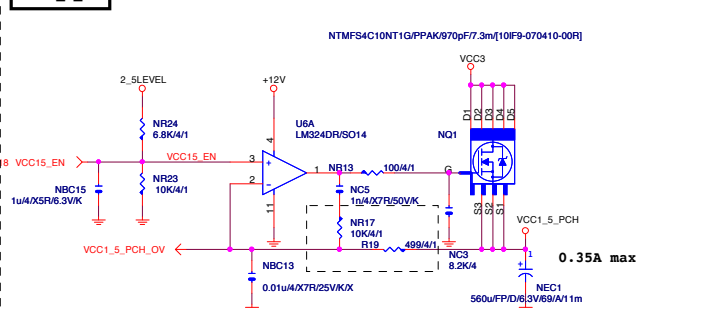 NTMFS4C10NT1G/PPAK/970pF/7.3m/[10IF9-070410-00R]
VCC3
2_5LEVEL
+12V
D1
D2
D3
D4
D5
NR24
6.8K/4/1
U6A
LM324DR/SO14
NQ1
4
8 VCC15_EN
VCC15_EN
3
2
+
-
1
NR13
100/4/1
G
NBC15
1u/4/X5R/6.3V/K
NR23
10K/4/1
11
NC5
1n/4/X7R/50V/K
S3
S2
S1
NR17
10K/4/1
VCC1_5_PCH
VCC1_5_PCH_OV
R19
499/4/1
NC3
8.2K/4
1
+
0.35A max
NBC13
0.01u/4/X7R/25V/K/X
NEC1
560u/FP/D/6.3V/69/A/11m